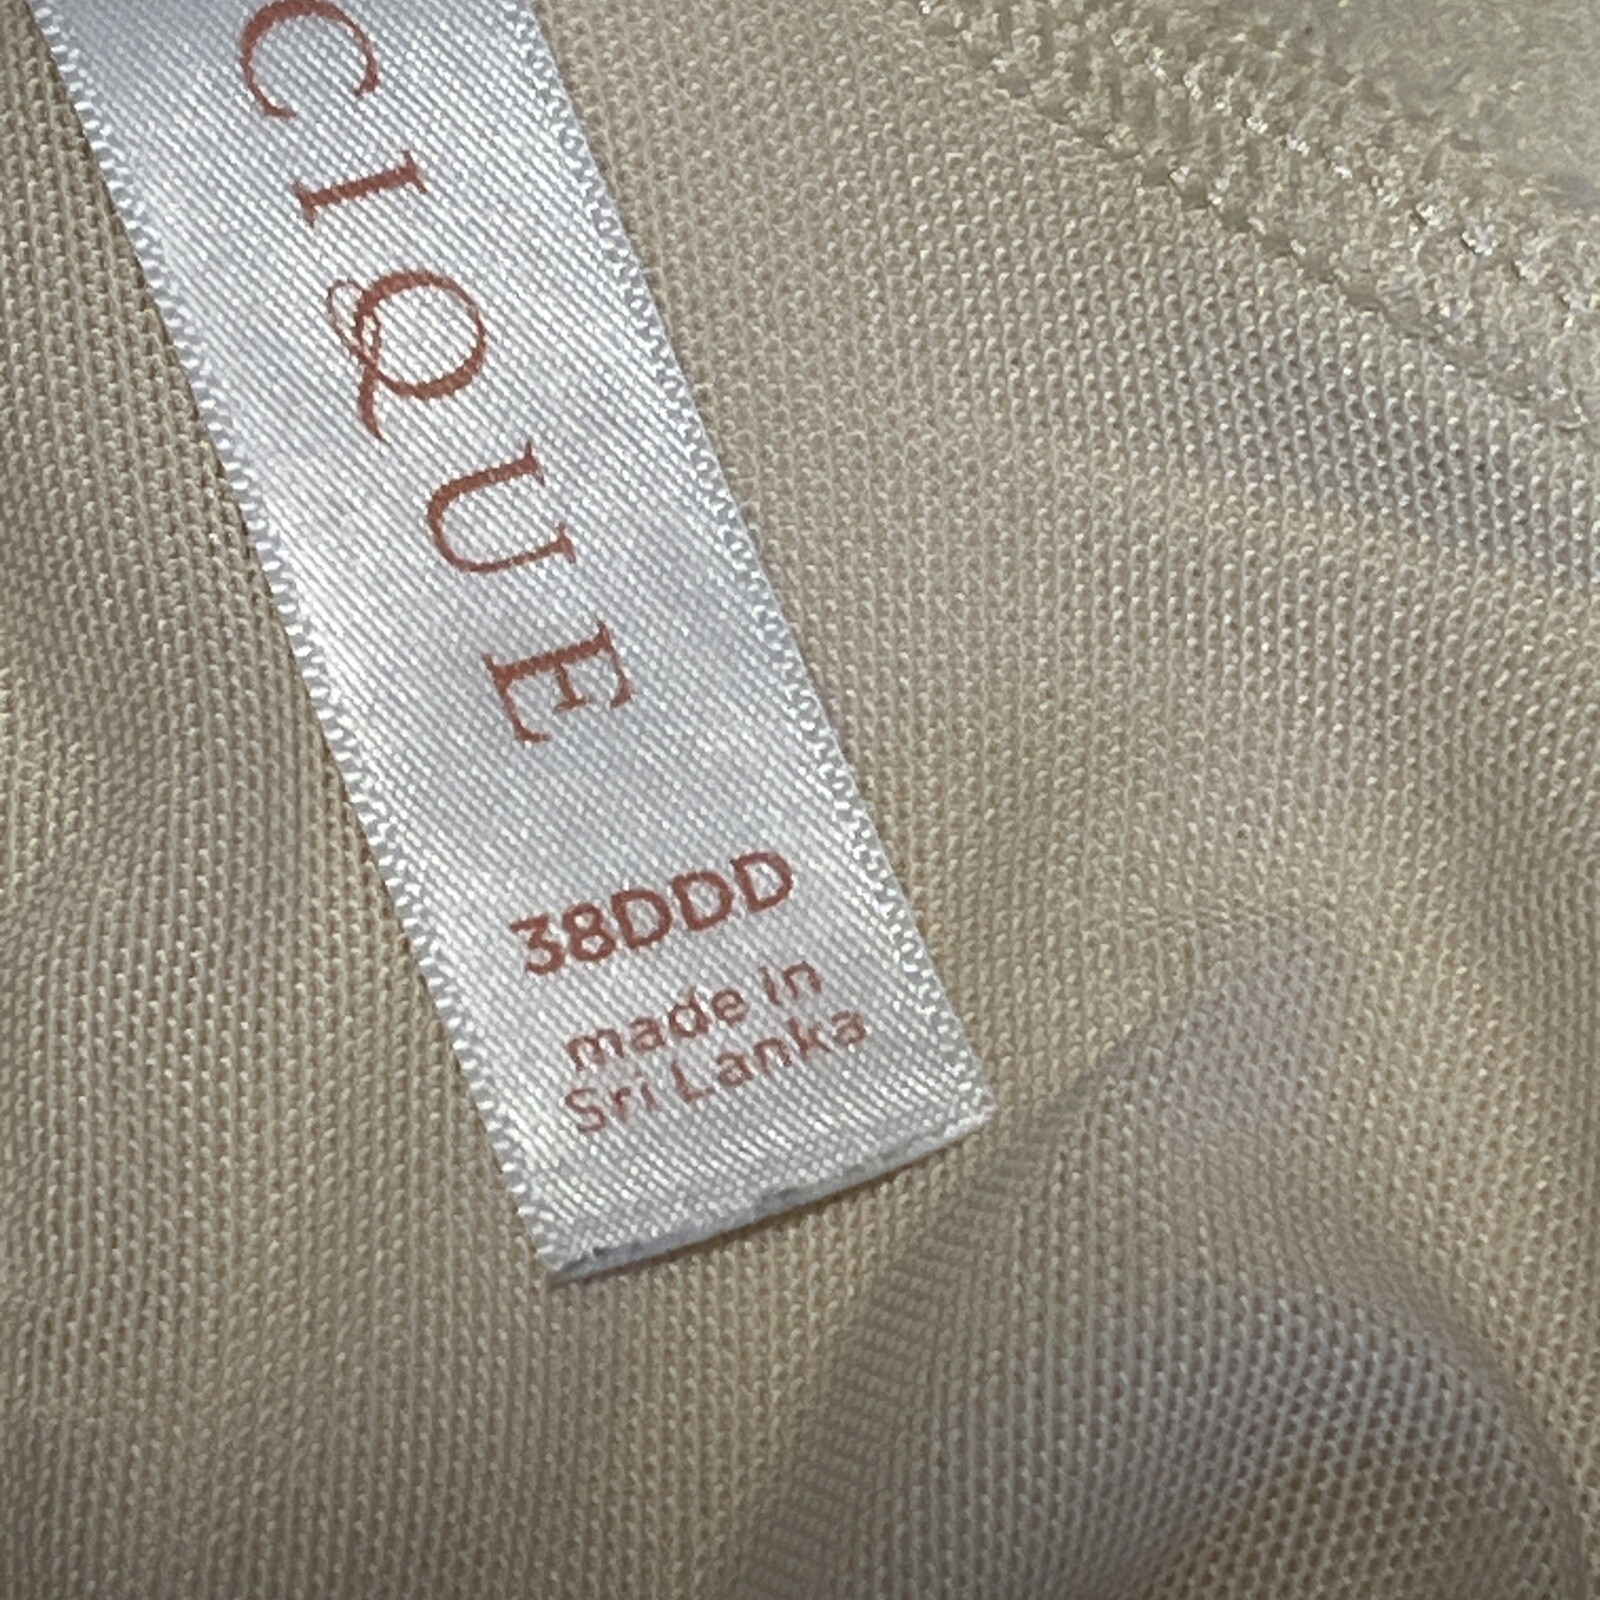 CIQUE
38DDD
made in
Sri Lanka